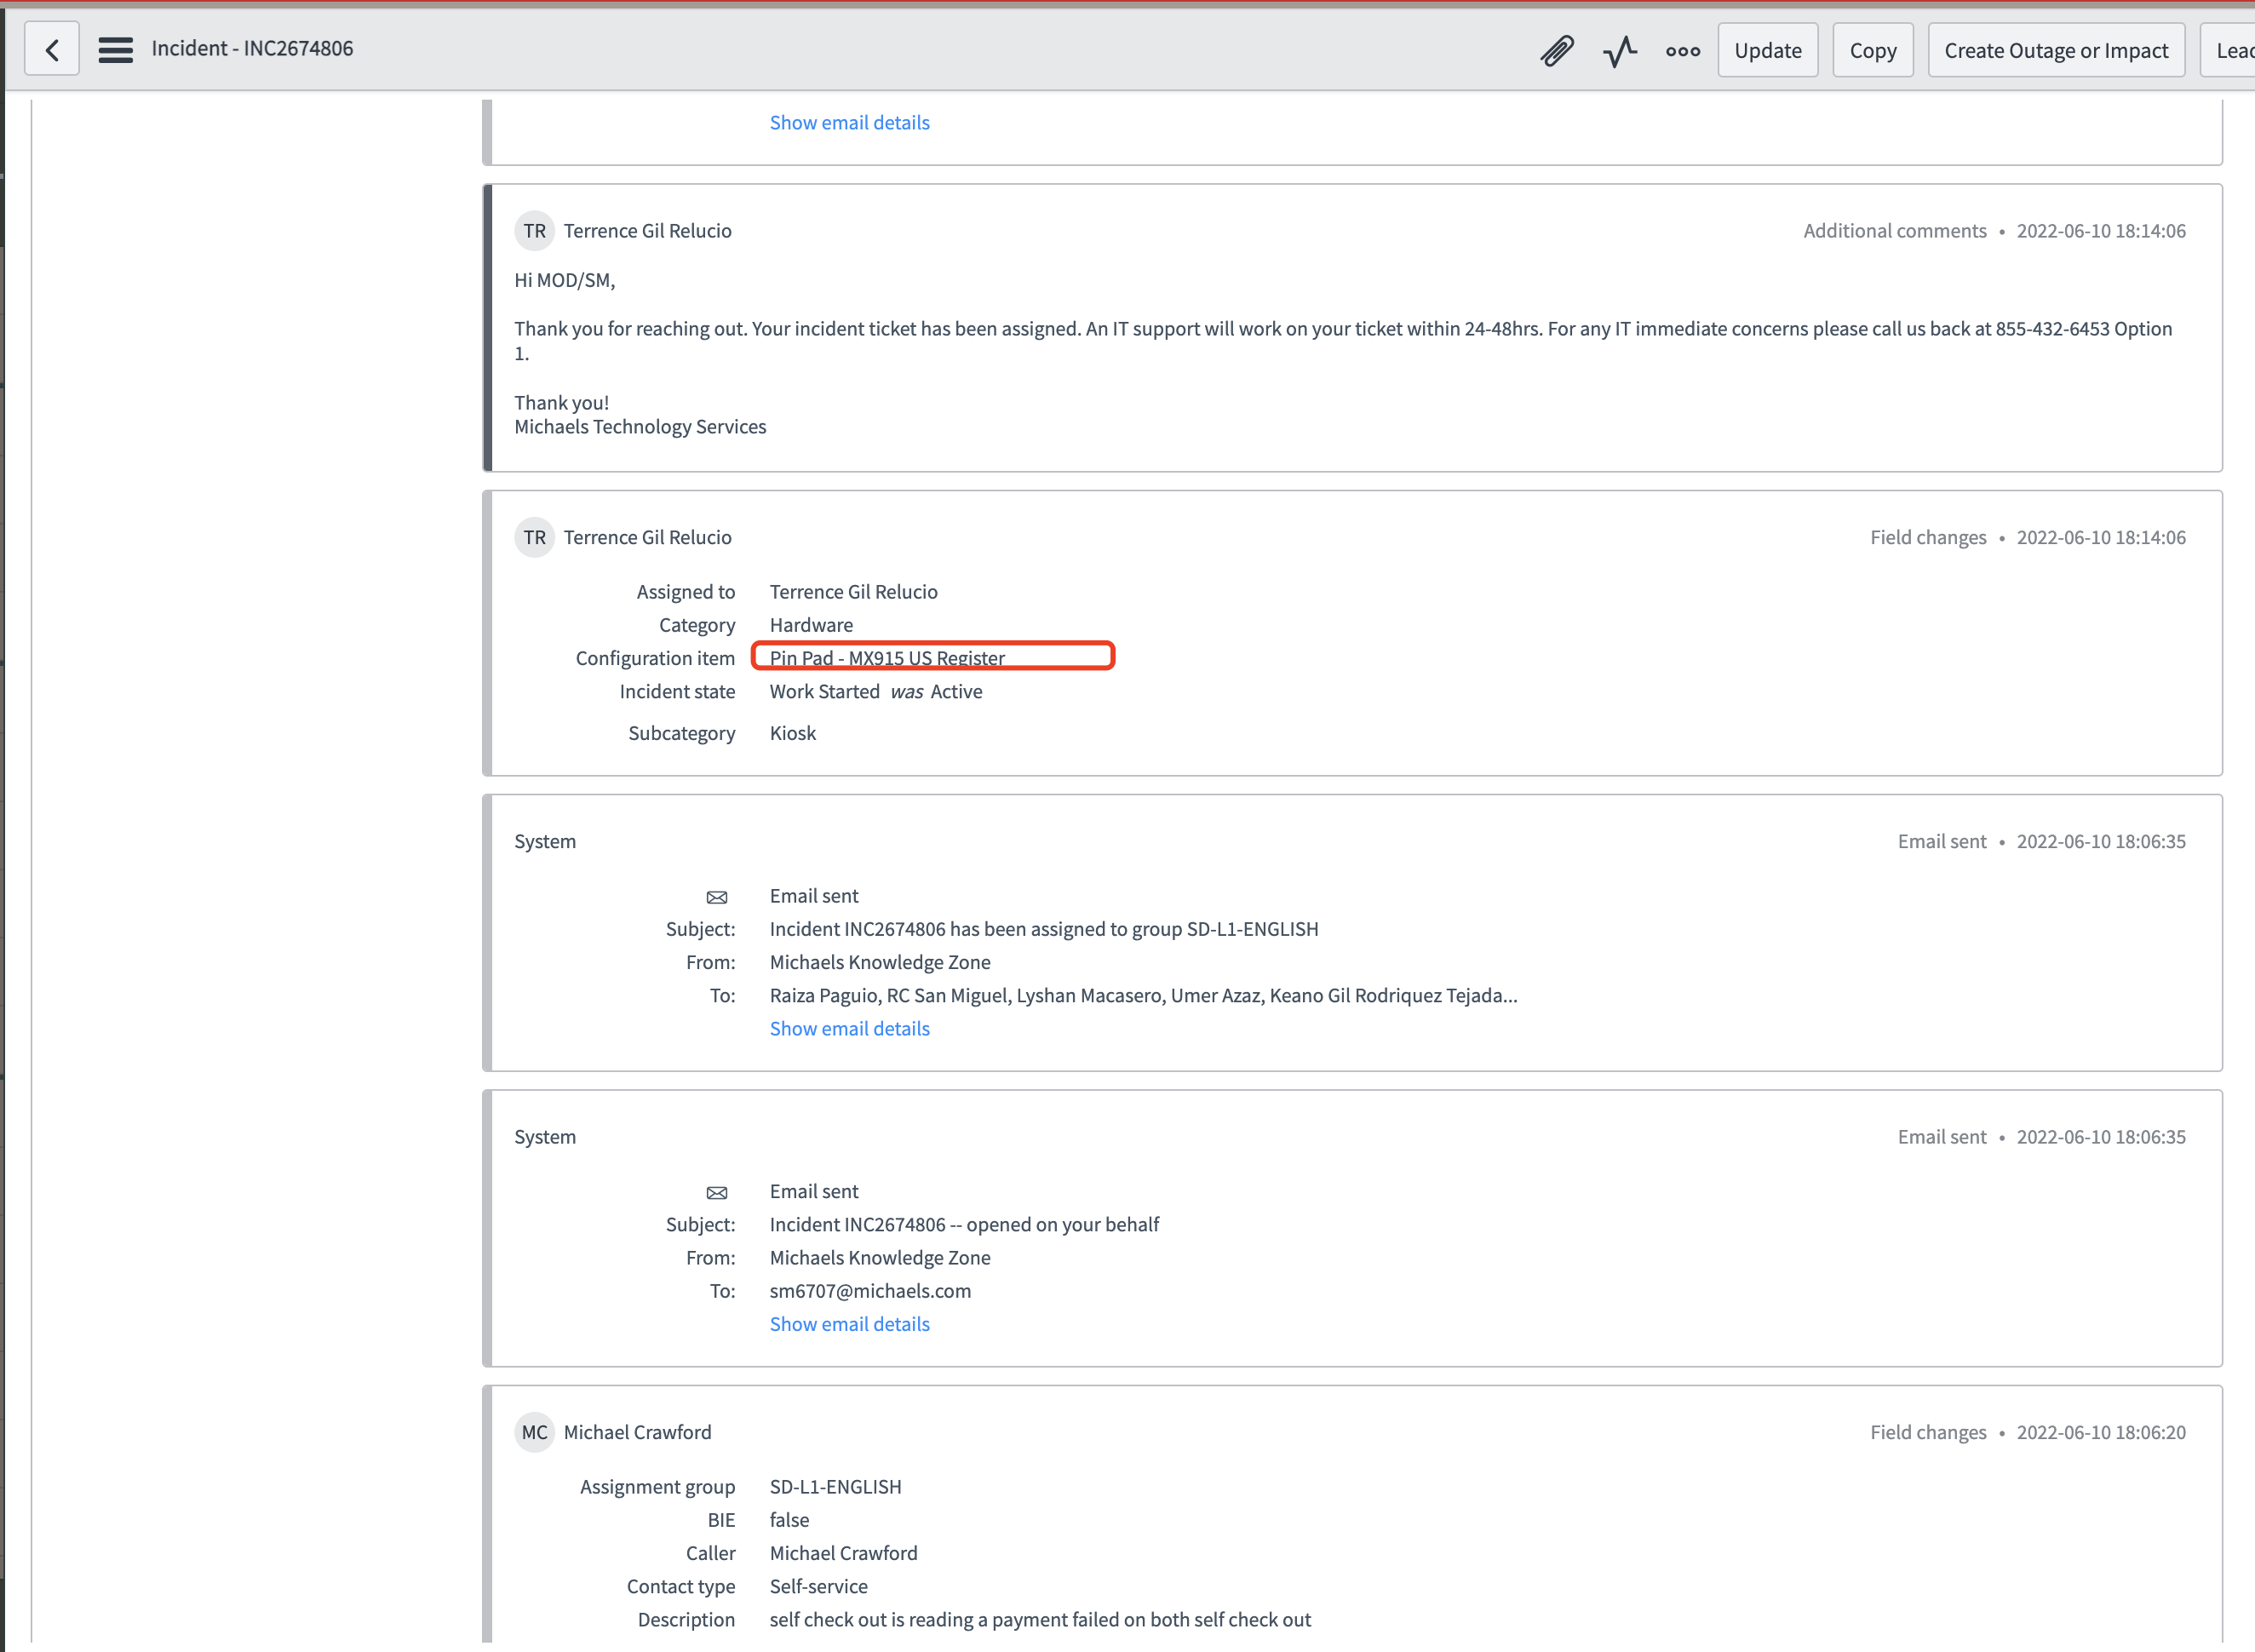 Incident - INC2674806
Update
Copy
Create Outage or Impact
Show email details
TR Terrence Gil Relucio
Additional comments • 2022-06-10 18:14:06
Hi MOD/SM,
Thank you for reaching out. Your incident ticket has been assigned. An IT support will work on your ticket within 24-48hrs. For any IT immediate concerns please call us back at 855-432-6453 Option
1.
Thank you!
Michaels Technology Services
TR Terrence Gil Relucio
Field changes • 2022-06-10 18:14:06
Assigned to Terrence Gil Relucio
Category Hardware
Configuration item Pin Pad - MX915 US Register
Incident state Work Started was Active
Subcategory Kiosk
System
Email sent • 2022-06-10 18:06:35
Email sent
Subject: Incident INC2674806 has been assigned to group SD-L1-ENGLISH
From: Michaels Knowledge Zone
To: Raiza Paguio, RC San Miguel, Lyshan Macasero, Umer Azaz, Keano Gil Rodriquez Tejada...
Show email details
System
Email sent • 2022-06-10 18:06:35
Email sent
Subject: Incident INC2674806 -- opened on your behalf
From: Michaels Knowledge Zone
To: sm6707@michaels.com
Show email details
MC Michael Crawford
Field changes • 2022-06-10 18:06:20
Assignment group SD-L1-ENGLISH
BIE false
Caller Michael Crawford
Contact type Self-service
Description self check out is reading a payment failed on both self check out